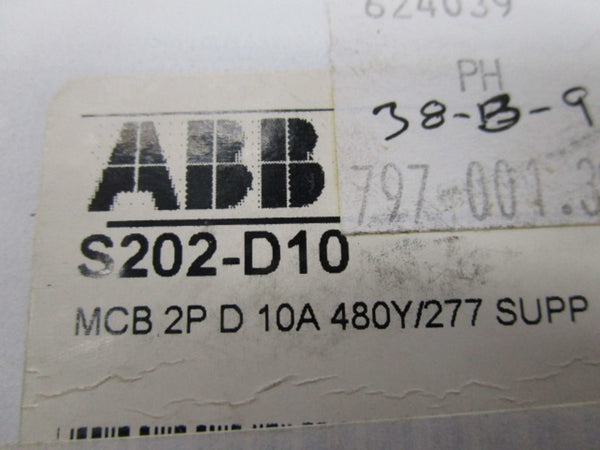 624039
PH
38-B-9
797-001.3
ABB
S202-D10
MCB 2P D 10A 480Y/277 SUPP